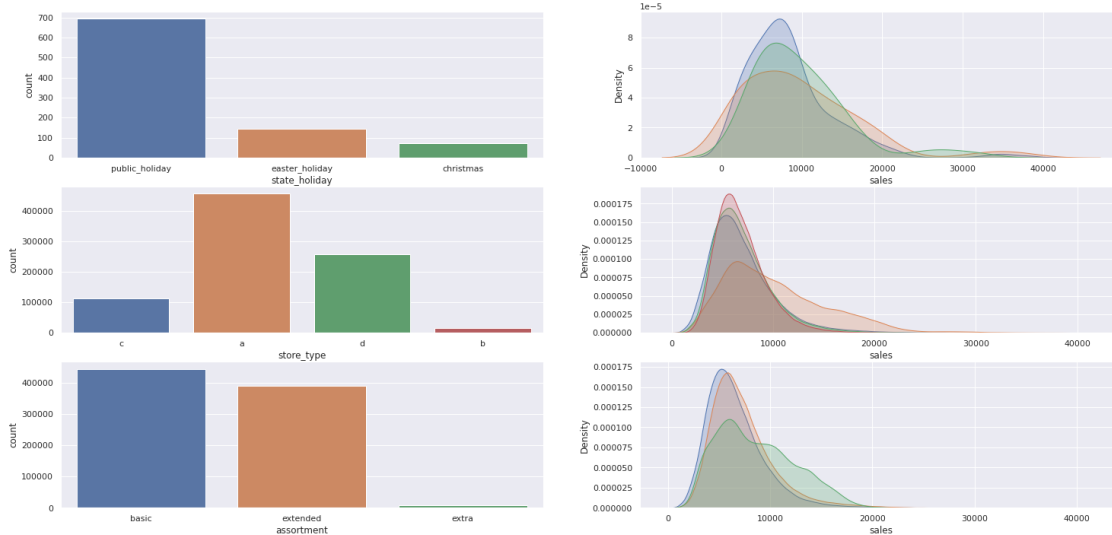 700
600
500
400
300
200
100
0
count
public_holiday easter_holiday christmas
state_holiday
1e−5
8
6
4
2
0
Density
−10000 0 10000 20000 30000 40000
sales
400000
300000
200000
100000
0
count
c a d b
store_type
0.000175
0.000150
0.000125
0.000100
0.000075
0.000050
0.000025
0.000000
Density
0 10000 20000 30000 40000
sales
400000
300000
200000
100000
0
count
basic extended extra
assortment
0.000175
0.000150
0.000125
0.000100
0.000075
0.000050
0.000025
0.000000
Density
0 10000 20000 30000 40000
sales